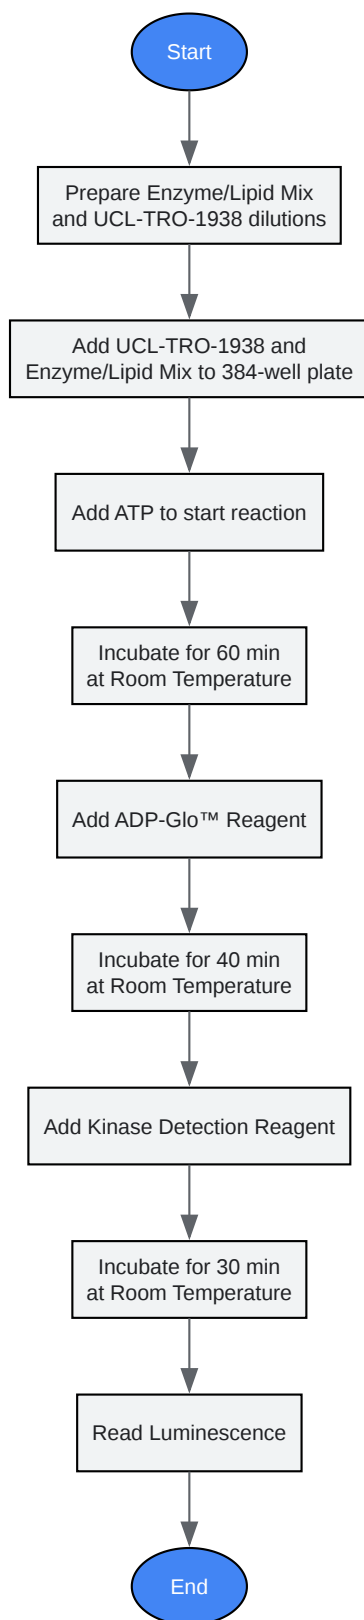 Start
Prepare Enzyme/Lipid Mix
and UCL-TRO-1938 dilutions
Add UCL-TRO-1938 and
Enzyme/Lipid Mix to 384-well plate
Add ATP to start reaction
Incubate for 60 min
at Room Temperature
Add ADP-Glo™ Reagent
Incubate for 40 min
at Room Temperature
Add Kinase Detection Reagent
Incubate for 30 min
at Room Temperature
Read Luminescence
End